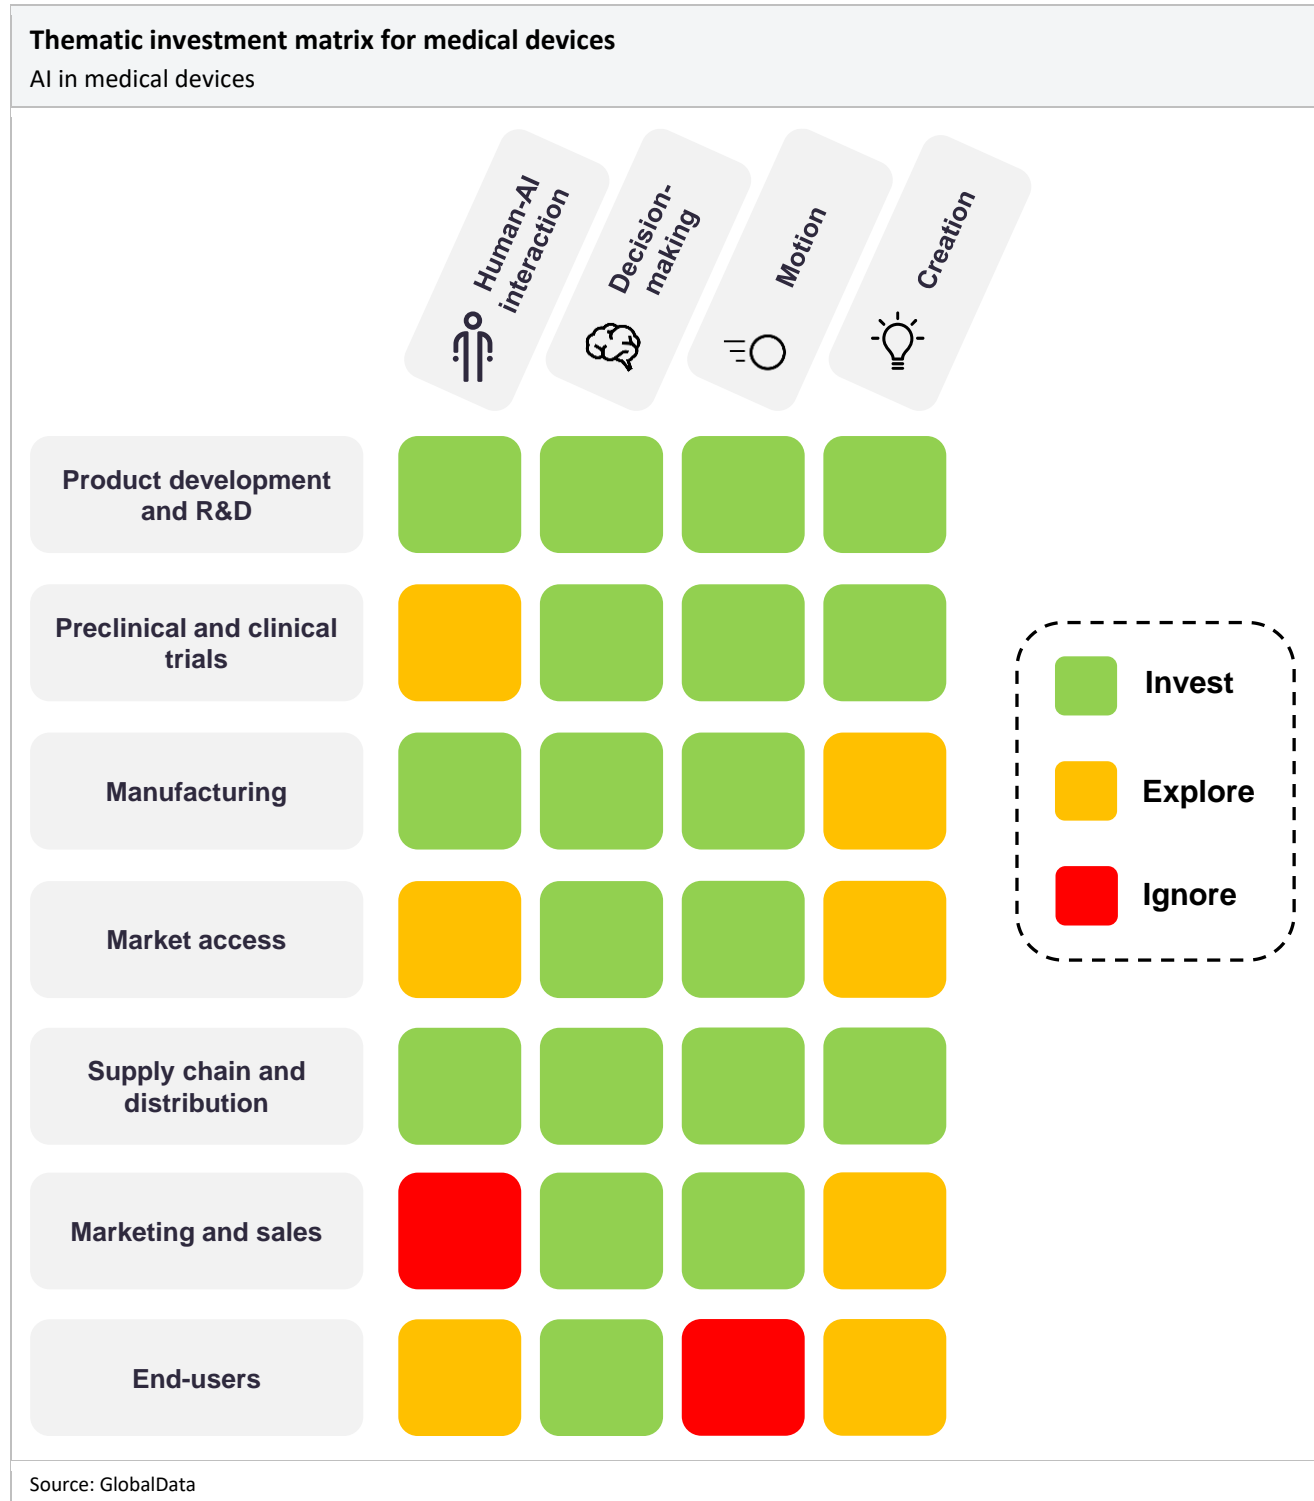 Thematic investment matrix for medical devices
AI in medical devices
Human-AI
interaction
Decision-
making
Motion
Creation
Product development
and R&D
Preclinical and clinical
trials
Manufacturing
Market access
Supply chain and
distribution
Marketing and sales
End-users
Invest
Explore
Ignore
Source: GlobalData